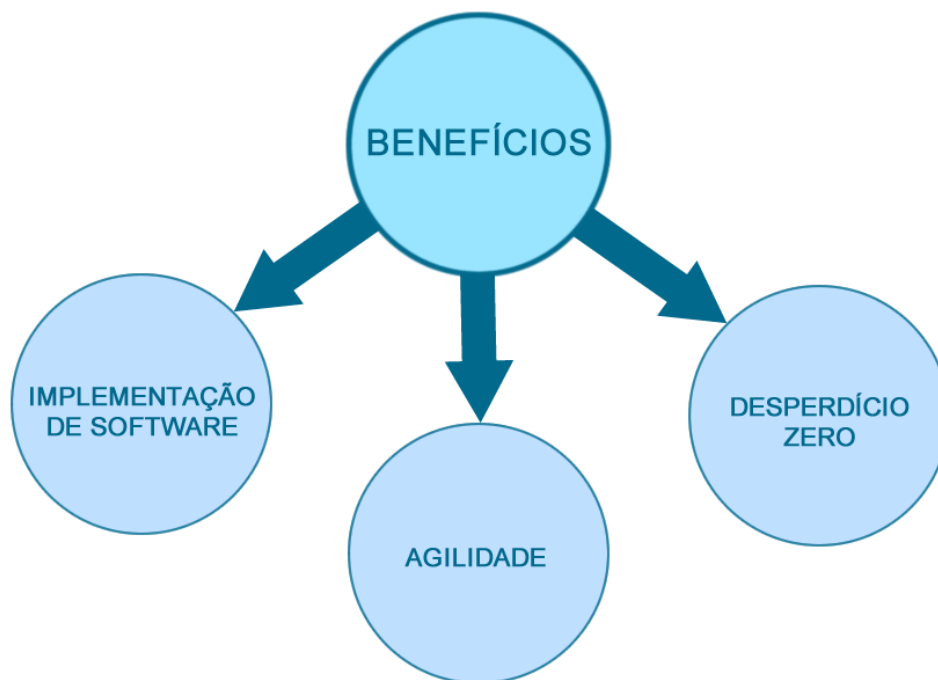 BENEFÍCIOS
IMPLEMENTAÇÃO
DE SOFTWARE
AGILIDADE
DESPERDÍCIO
ZERO